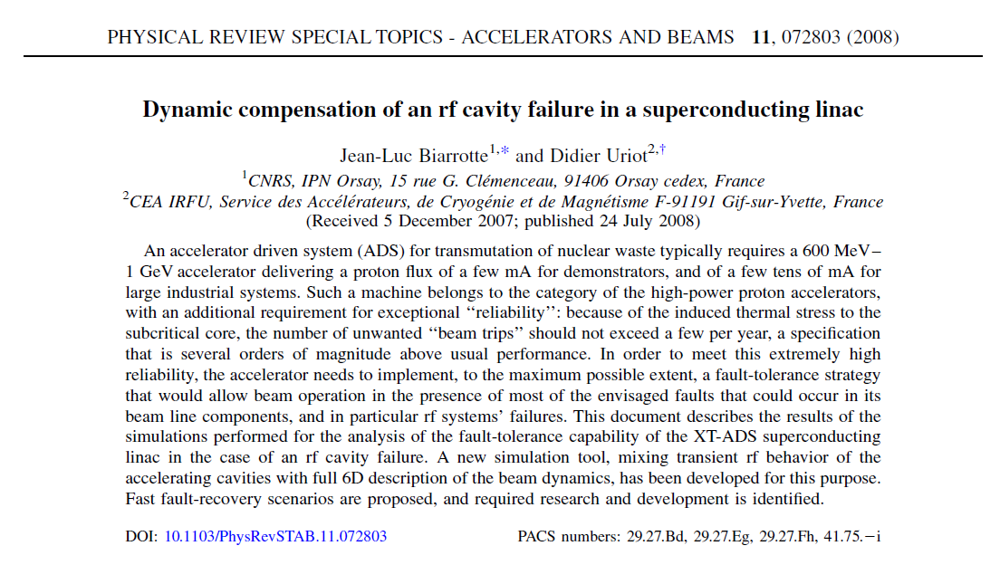 PHYSICAL REVIEW SPECIAL TOPICS - ACCELERATORS AND BEAMS 11, 072803 (2008)
Dynamic compensation of an rf cavity failure in a superconducting linac
Jean-Luc Biarrotte1,* and Didier Uriot2,†
1CNRS, IPN Orsay, 15 rue G. Clémenceau, 91406 Orsay cedex, France
2CEA IRFU, Service des Accélérateurs, de Cryogénie et de Magnétisme F-91191 Gif-sur-Yvette, France
(Received 5 December 2007; published 24 July 2008)
An accelerator driven system (ADS) for transmutation of nuclear waste typically requires a 600 MeV–
1 GeV accelerator delivering a proton flux of a few mA for demonstrators, and of a few tens of mA for
large industrial systems. Such a machine belongs to the category of the high-power proton accelerators,
with an additional requirement for exceptional ‘‘reliability’’: because of the induced thermal stress to the
subcritical core, the number of unwanted ‘‘beam trips’’ should not exceed a few per year, a specification
that is several orders of magnitude above usual performance. In order to meet this extremely high
reliability, the accelerator needs to implement, to the maximum possible extent, a fault-tolerance strategy
that would allow beam operation in the presence of most of the envisaged faults that could occur in its
beam line components, and in particular rf systems’ failures. This document describes the results of the
simulations performed for the analysis of the fault-tolerance capability of the XT-ADS superconducting
linac in the case of an rf cavity failure. A new simulation tool, mixing transient rf behavior of the
accelerating cavities with full 6D description of the beam dynamics, has been developed for this purpose.
Fast fault-recovery scenarios are proposed, and required research and development is identified.
DOI: 10.1103/PhysRevSTAB.11.072803 PACS numbers: 29.27.Bd, 29.27.Eg, 29.27.Fh, 41.75.−i